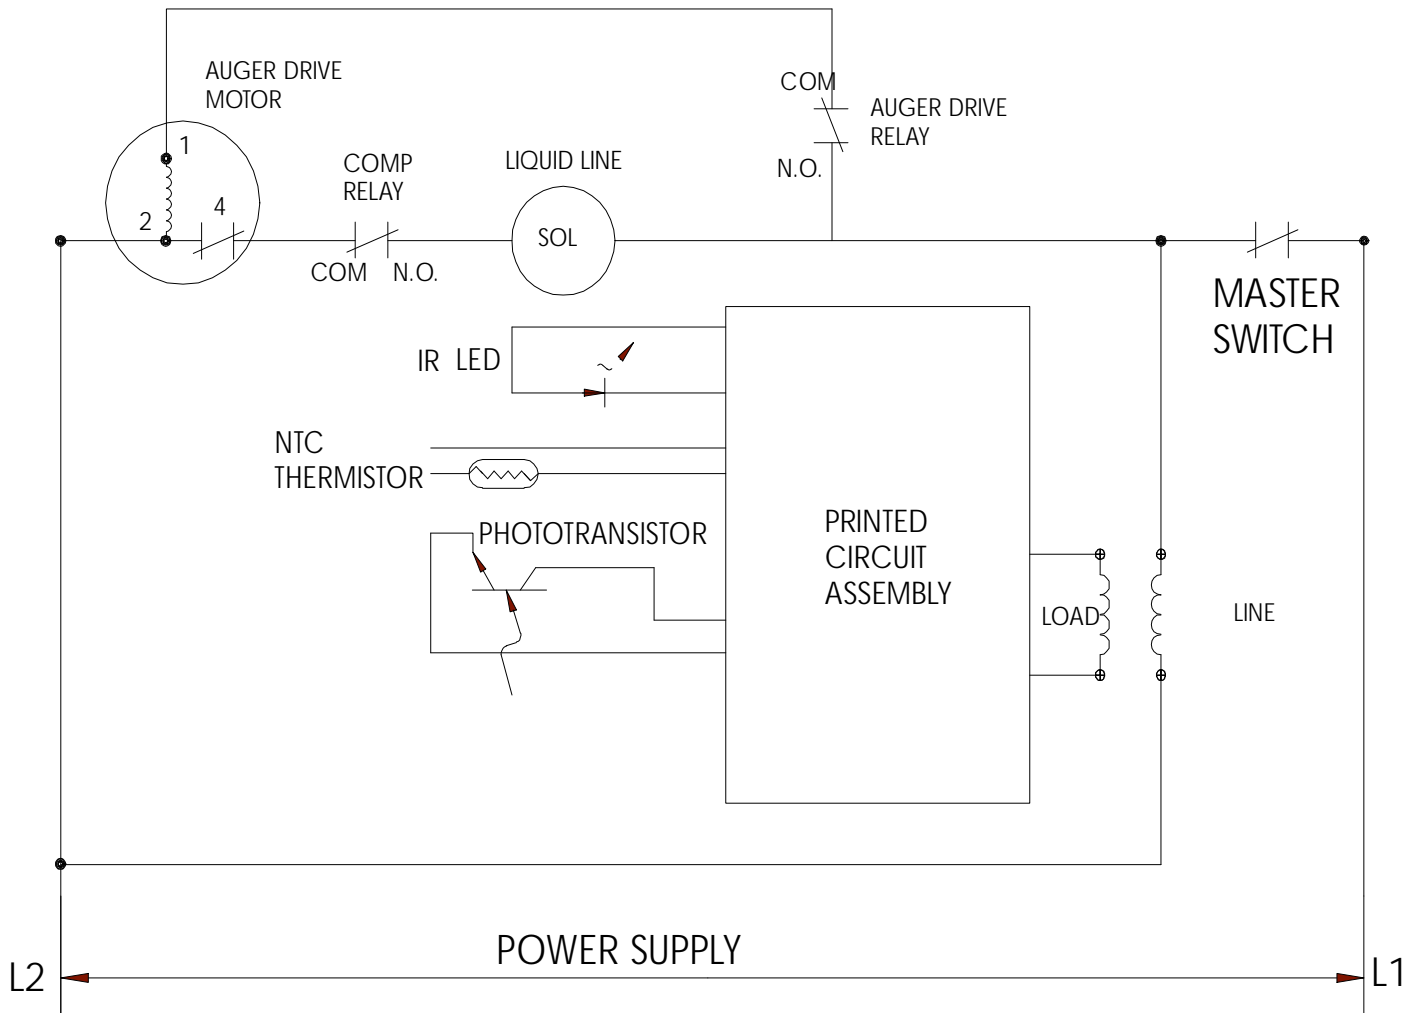 AUGER DRIVE
MOTOR
1
2
4
COMP
RELAY
COM N.O.
LIQUID LINE
SOL
COM
N.O.
AUGER DRIVE
RELAY
MASTER
SWITCH
IR LED
NTC
THERMISTOR
PHOTOTRANSISTOR
PRINTED
CIRCUIT
ASSEMBLY
LOAD
LINE
POWER SUPPLY
L2
L1